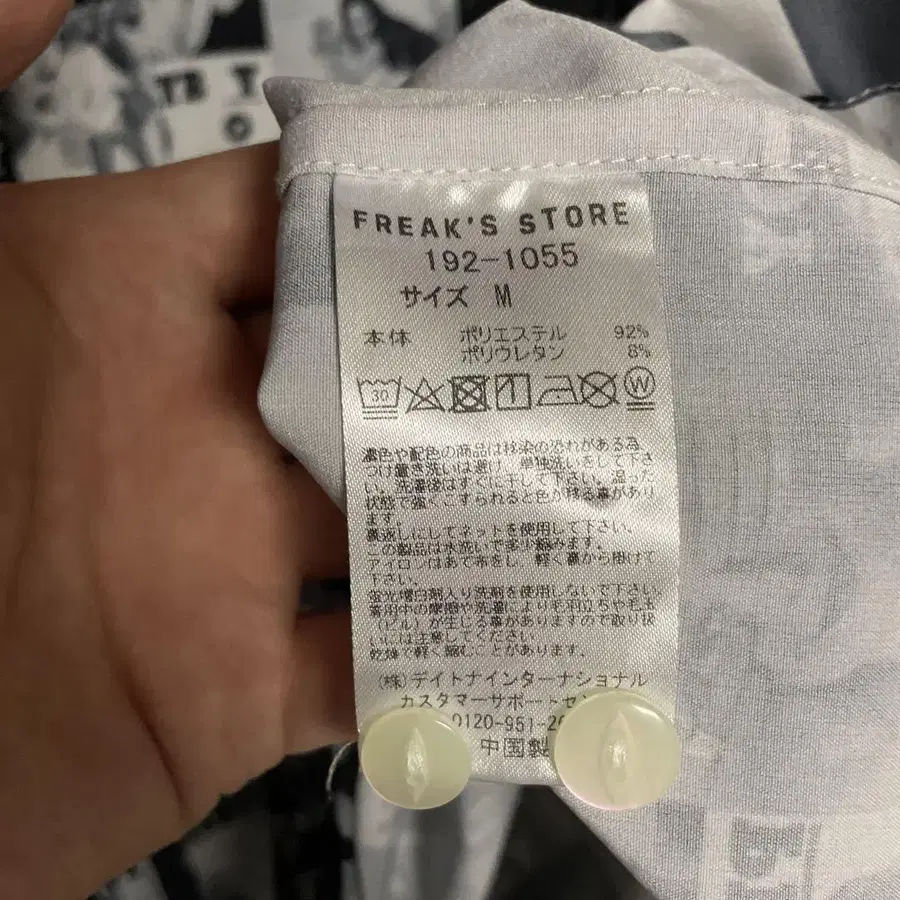 TB Y
FREAK'S STORE
192-1055
サイズ M
本体 ポリエステル 92%
ポリウレタン 8%
30
W
濃色や配色の商品は移染の恐れがある為、
つけ置き洗いは避け、単独洗いをして下さ
い。洗濯後はすぐに干して下さい。湿った
状態で強くこすられると色が移る事があり
ます。
裏返しにしてネットを使用して下さい。
この製品は水洗いで多少縮みます。
アイロンはあて布をし、軽く裏から掛けて
下さい。
蛍光増白剤入り洗剤を使用しないで下さい。
着用中の摩擦や洗濯により毛羽立ちや毛玉
(ピル)が生じる事がありますので取り扱
いには注意してください。
乾燥で軽く縮むことがあります。
(株)デイトナインターナショナル
カスタマーサポートセン
0120-951-2
中国製